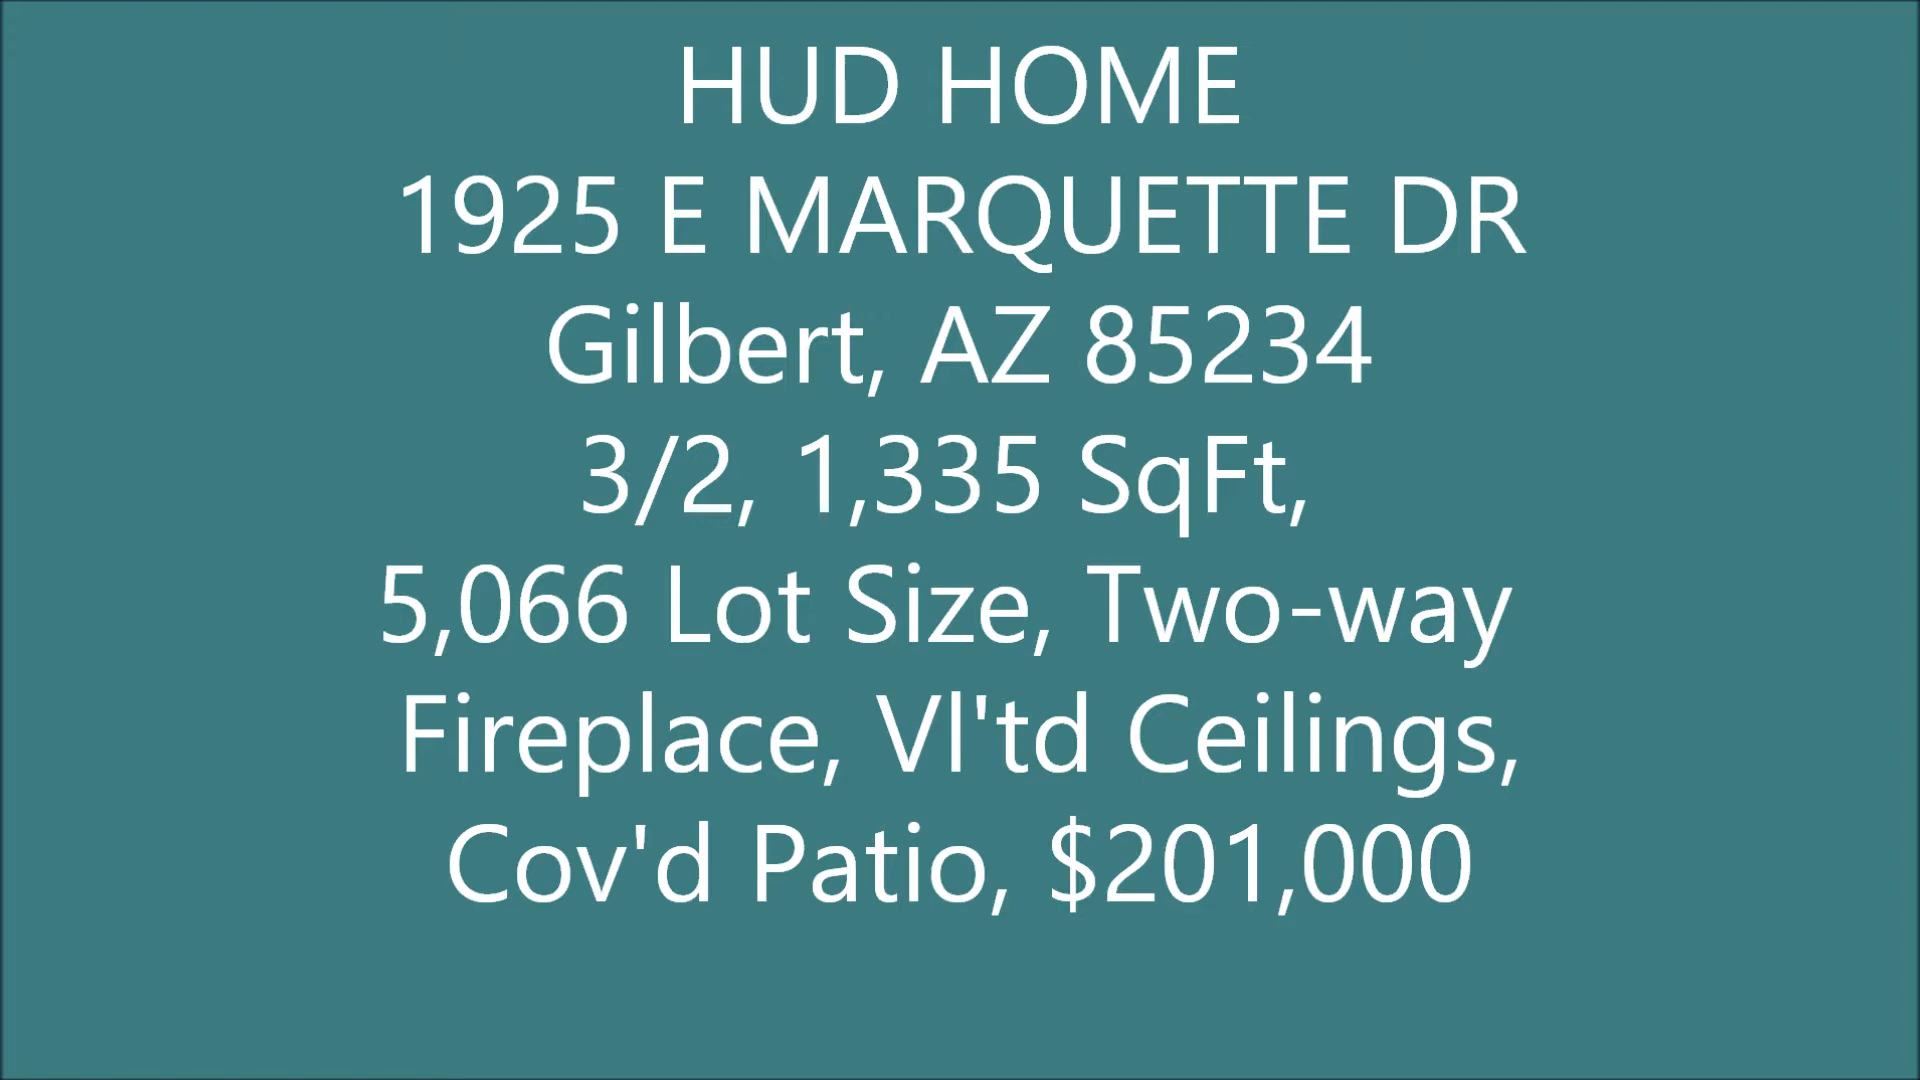 HUD HOME
1925 E MARQUETTE DR
Gilbert, AZ 85234
3/2, 1,335 SqFt,
5,066 Lot Size, Two-way
Fireplace, Vl'td Ceilings,
Cov'd Patio, $201,000